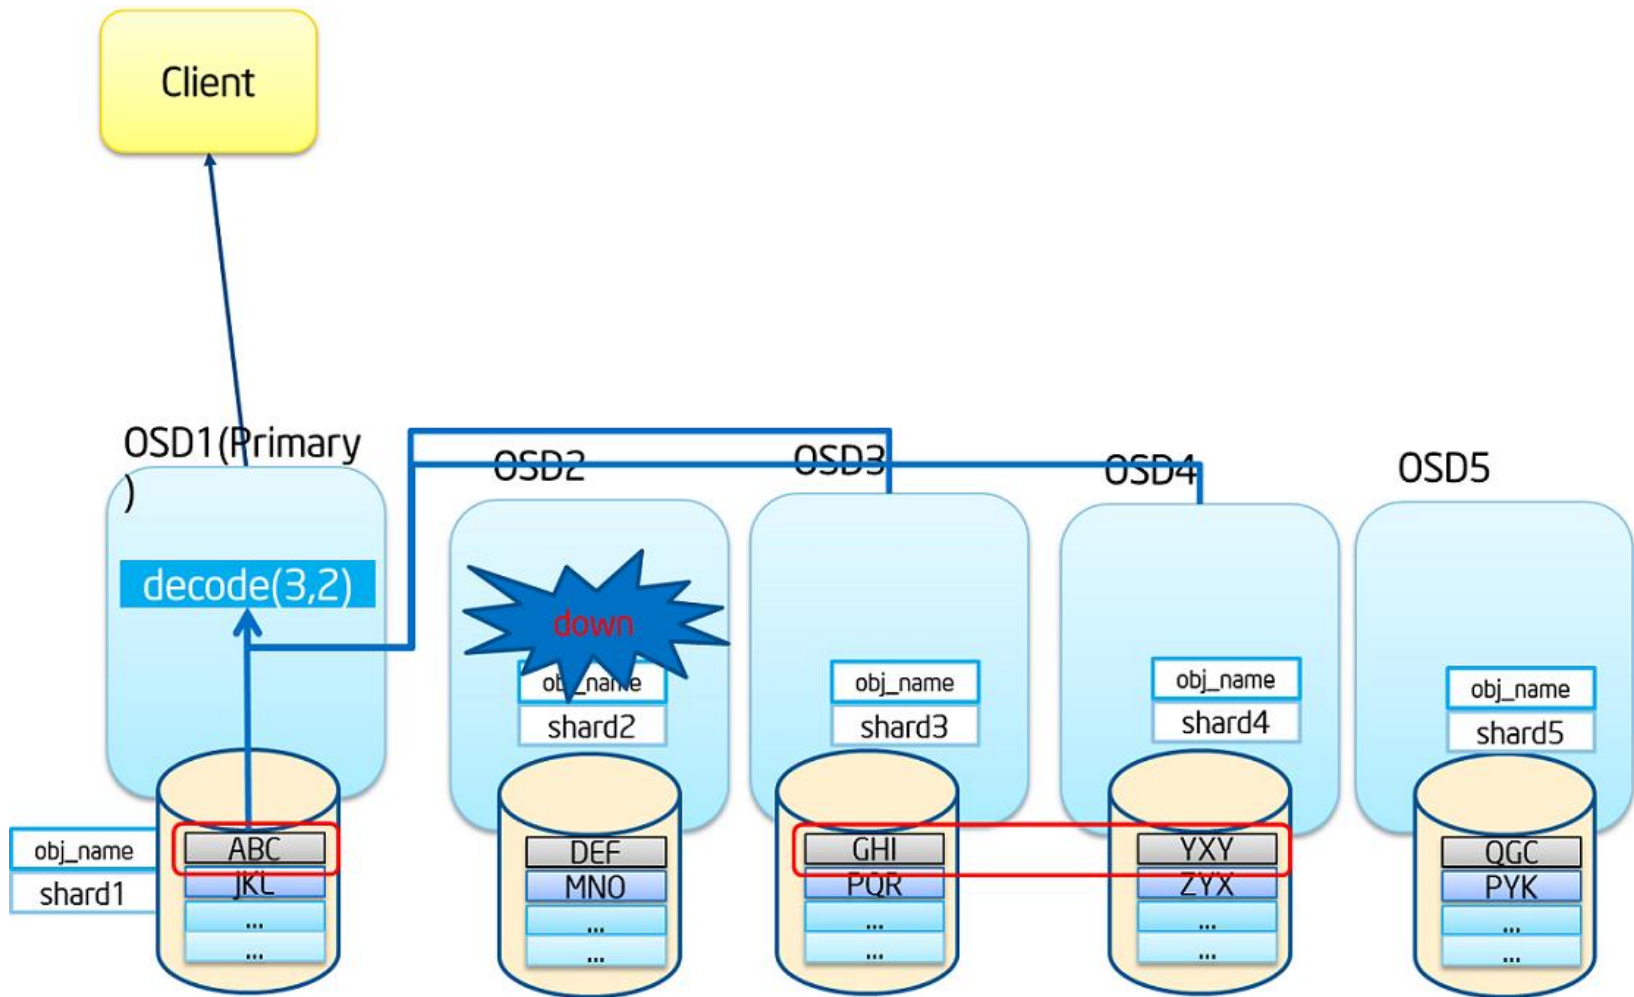 Client
OSD1(Primary
)
OSD2
OSD3
OSD4
OSD5
decode(3,2)
down
obj_name
shard2
obj_name
shard3
obj_name
shard4
obj_name
shard5
obj_name
shard1
ABC
JKL
...
...
DEF
MNO
...
...
GHI
PQR
...
...
YXY
ZYX
...
...
QGC
PYK
...
...